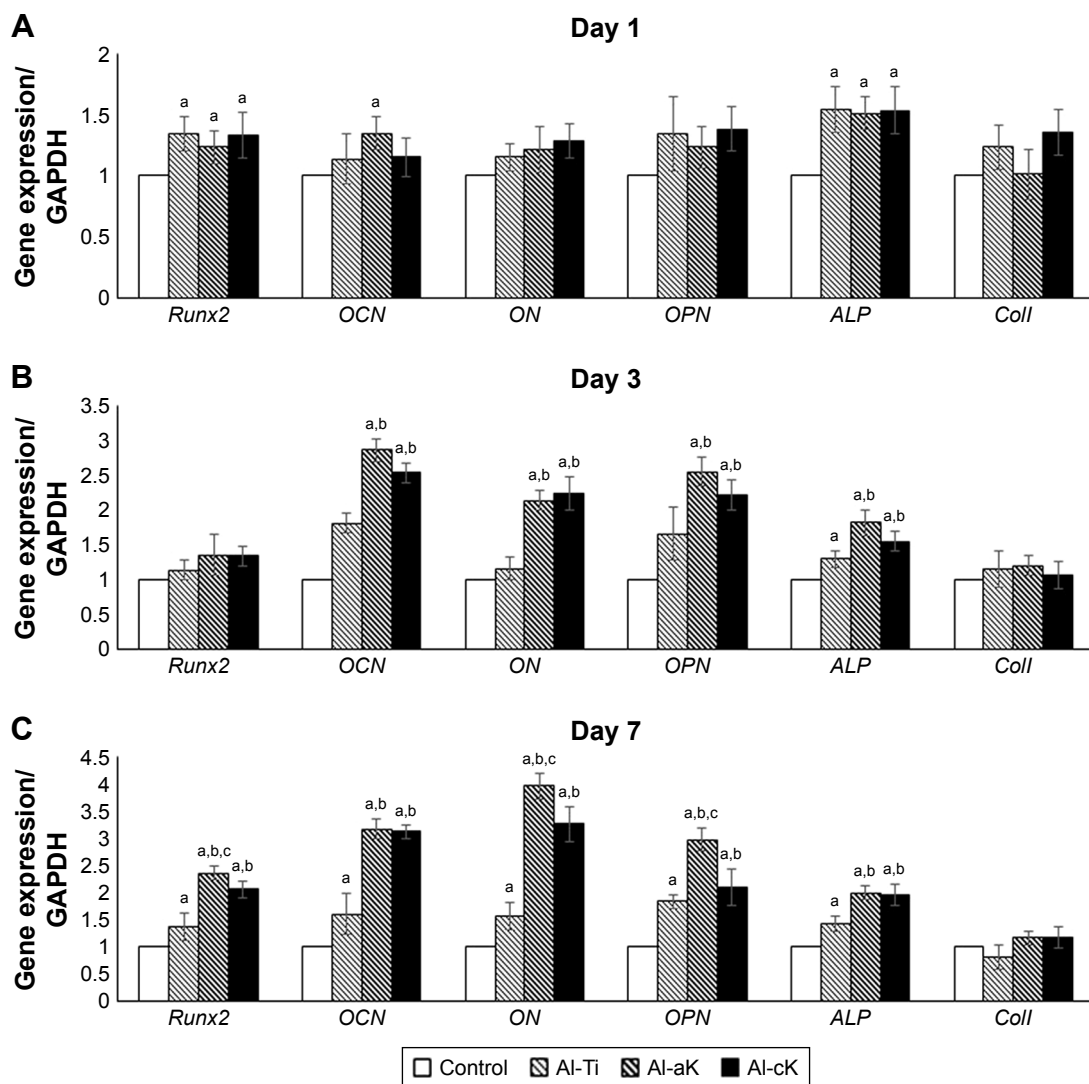 A
Day 1
Gene expression/
GAPDH
2
1.5
1
0.5
0
a
a
a
a
a
a
a
Runx2 OCN ON OPN ALP ColI
B
Day 3
Gene expression/
GAPDH
3.5
3
2.5
2
1.5
1
0.5
0
a,b
a,b
a,b
a,b
a,b
a,b
a
a,b
a,b
Runx2 OCN ON OPN ALP ColI
C
Day 7
Gene expression/
GAPDH
4.5
4
3.5
3
2.5
2
1.5
1
0.5
0
a
a,b,c
a,b
a
a,b
a,b
a
a,b,c
a,b
a
a,b,c
a,b
a
a,b
a,b
Runx2 OCN ON OPN ALP ColI
Control Al-Ti Al-aK Al-cK